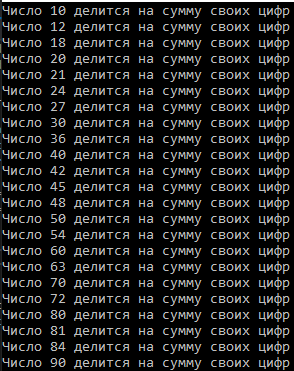 Число 10 делится на сумму своих цифр
Число 12 делится на сумму своих цифр
Число 18 делится на сумму своих цифр
Число 20 делится на сумму своих цифр
Число 21 делится на сумму своих цифр
Число 24 делится на сумму своих цифр
Число 27 делится на сумму своих цифр
Число 30 делится на сумму своих цифр
Число 36 делится на сумму своих цифр
Число 40 делится на сумму своих цифр
Число 42 делится на сумму своих цифр
Число 45 делится на сумму своих цифр
Число 48 делится на сумму своих цифр
Число 50 делится на сумму своих цифр
Число 54 делится на сумму своих цифр
Число 60 делится на сумму своих цифр
Число 63 делится на сумму своих цифр
Число 70 делится на сумму своих цифр
Число 72 делится на сумму своих цифр
Число 80 делится на сумму своих цифр
Число 81 делится на сумму своих цифр
Число 84 делится на сумму своих цифр
Число 90 делится на сумму своих цифр